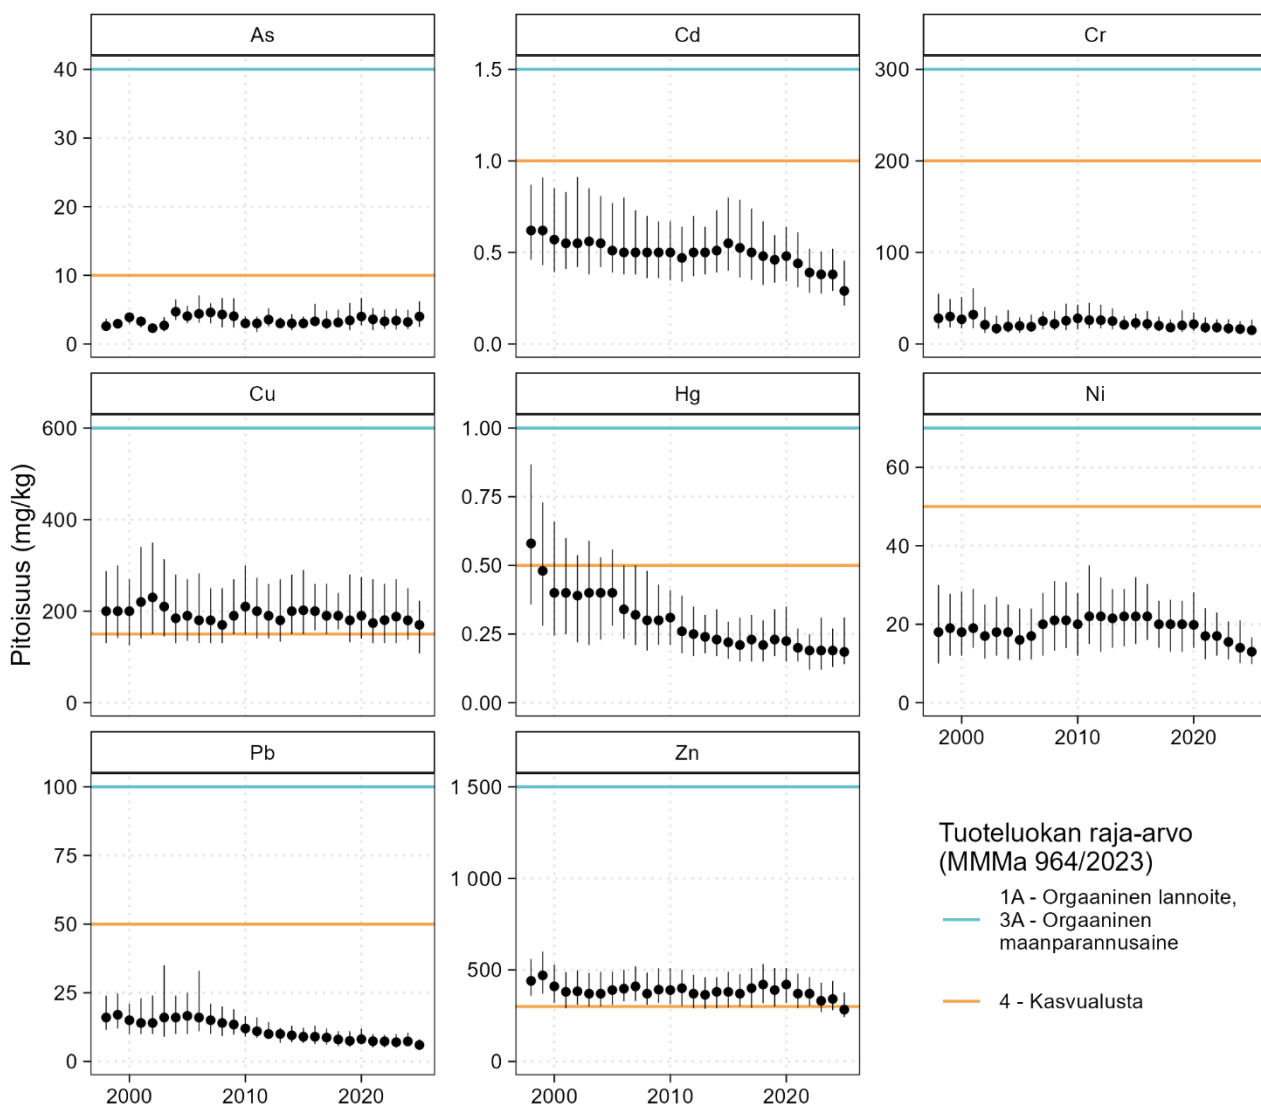 As
Cd
Cr
40
30
20
10
0
1.5
1.0
0.5
0.0
300
200
100
0
Cu
Hg
Ni
Pitoisuus (mg/kg)
600
400
200
0
1.00
0.75
0.50
0.25
0.00
60
40
20
0
2000 2010 2020
Pb
Zn
100
75
50
25
0
1 500
1 000
500
0
2000 2010 2020
2000 2010 2020
Tuoteluokan raja-arvo
(MMMa 964/2023)
1A - Orgaaninen lannoite,
3A - Orgaaninen
maanparannusaine
4 - Kasvualusta